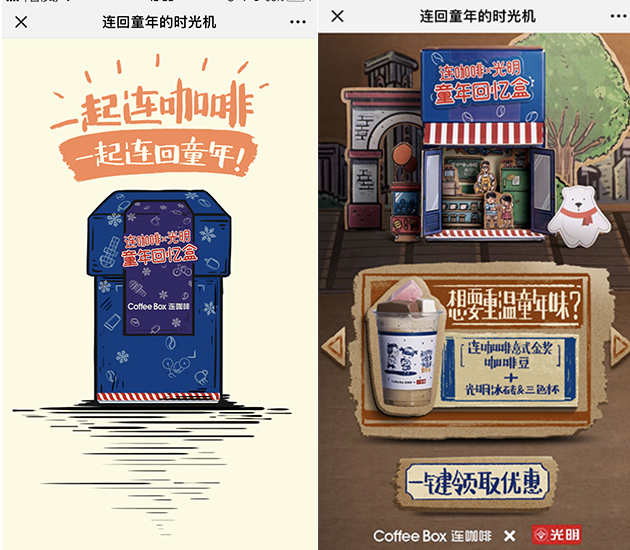 连回童年的时光机
一起连咖啡
一起连回童年!
连咖啡×光明
童年回忆盒
Coffee Box 连咖啡
连回童年的时光机
连咖啡×光明
童年回忆盒
想要重温童年味?
连咖啡意式金奖
咖啡豆
+
光明冰砖&三色杯
一键领取优惠
Coffee Box 连咖啡 × 光明